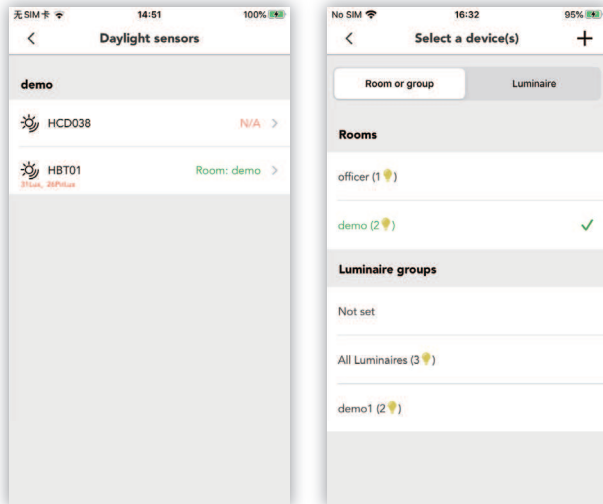 无SIM卡 14:51 100%
Daylight sensors
demo
HCD038 N/A
HBT01 Room: demo
31Lux, 26PirLux
No SIM 16:32 95%
Select a device(s)
Room or group Luminaire
Rooms
officer (1)
demo (2)
Luminaire groups
Not set
All Luminaires (3)
demo1 (2)